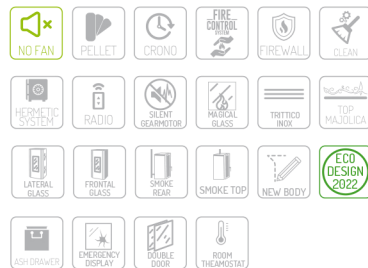 NO FAN
PELLET
CRONO
FIRE
CONTROL
SYSTEM
FIREWALL
CLEAN
HERMETIC
SYSTEM
RADIO
SILENT
GEARMOTOR
MAGICAL
GLASS
TRITTICO
INOX
TOP
MAJOLICA
LATERAL
GLASS
FRONTAL
GLASS
SMOKE
REAR
SMOKE TOP
NEW BODY
ECO
DESIGN
2022
ASH DRAWER
EMERGENCY
DISPLAY
DOUBLE
DOOR
ROOM
THEAMOSTAT